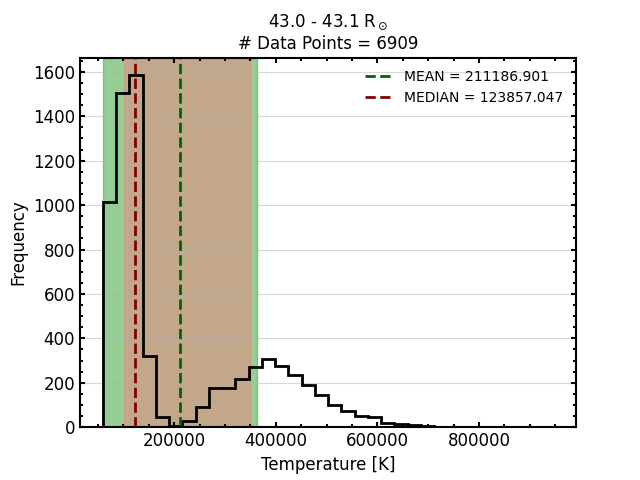 43.0 - 43.1 R☉
# Data Points = 6909
MEAN = 211186.901
MEDIAN = 123857.047
Frequency
1600
1400
1200
1000
800
600
400
200
0
200000 400000 600000 800000
Temperature [K]